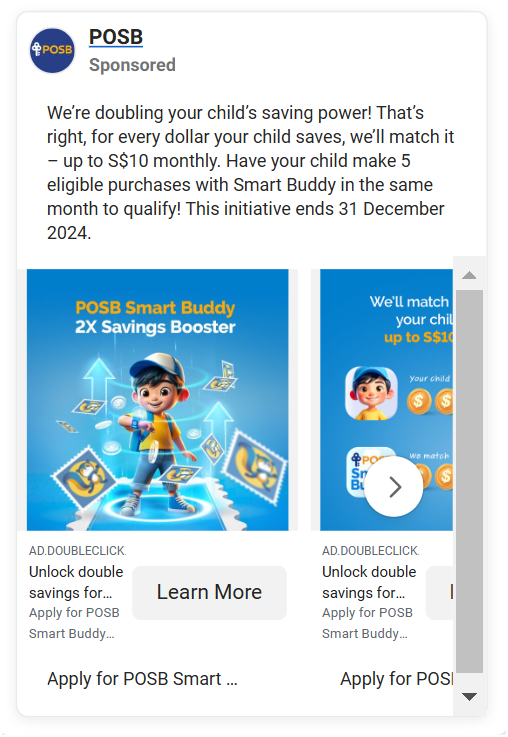 POSB
POSB
Sponsored
We’re doubling your child’s saving power! That’s
right, for every dollar your child saves, we’ll match it
– up to S$10 monthly. Have your child make 5
eligible purchases with Smart Buddy in the same
month to qualify! This initiative ends 31 December
2024.
POSB Smart Buddy
2X Savings Booster
We'll match
your chil
up to S$10
Your child
We match
AD.DOUBLECLICK.
Unlock double
savings for…
Apply for POSB
Smart Buddy…
Learn More
Apply for POSB Smart ...
AD.DOUBLECLICK.
Unlock double
savings for…
Apply for POSB
Smart Buddy…
Apply for POS